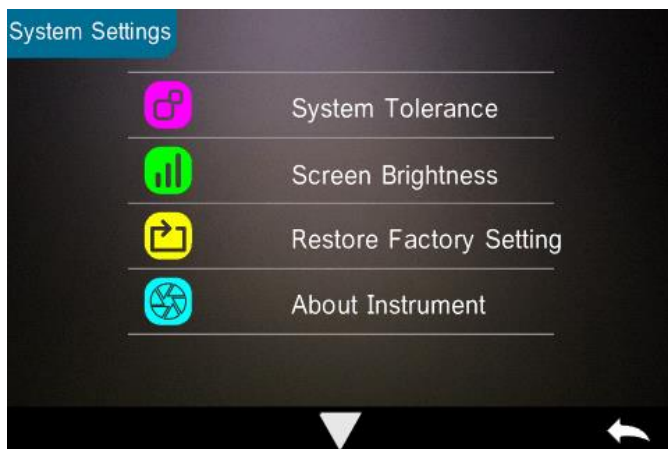 System Settings
System Tolerance
Screen Brightness
Restore Factory Setting
About Instrument